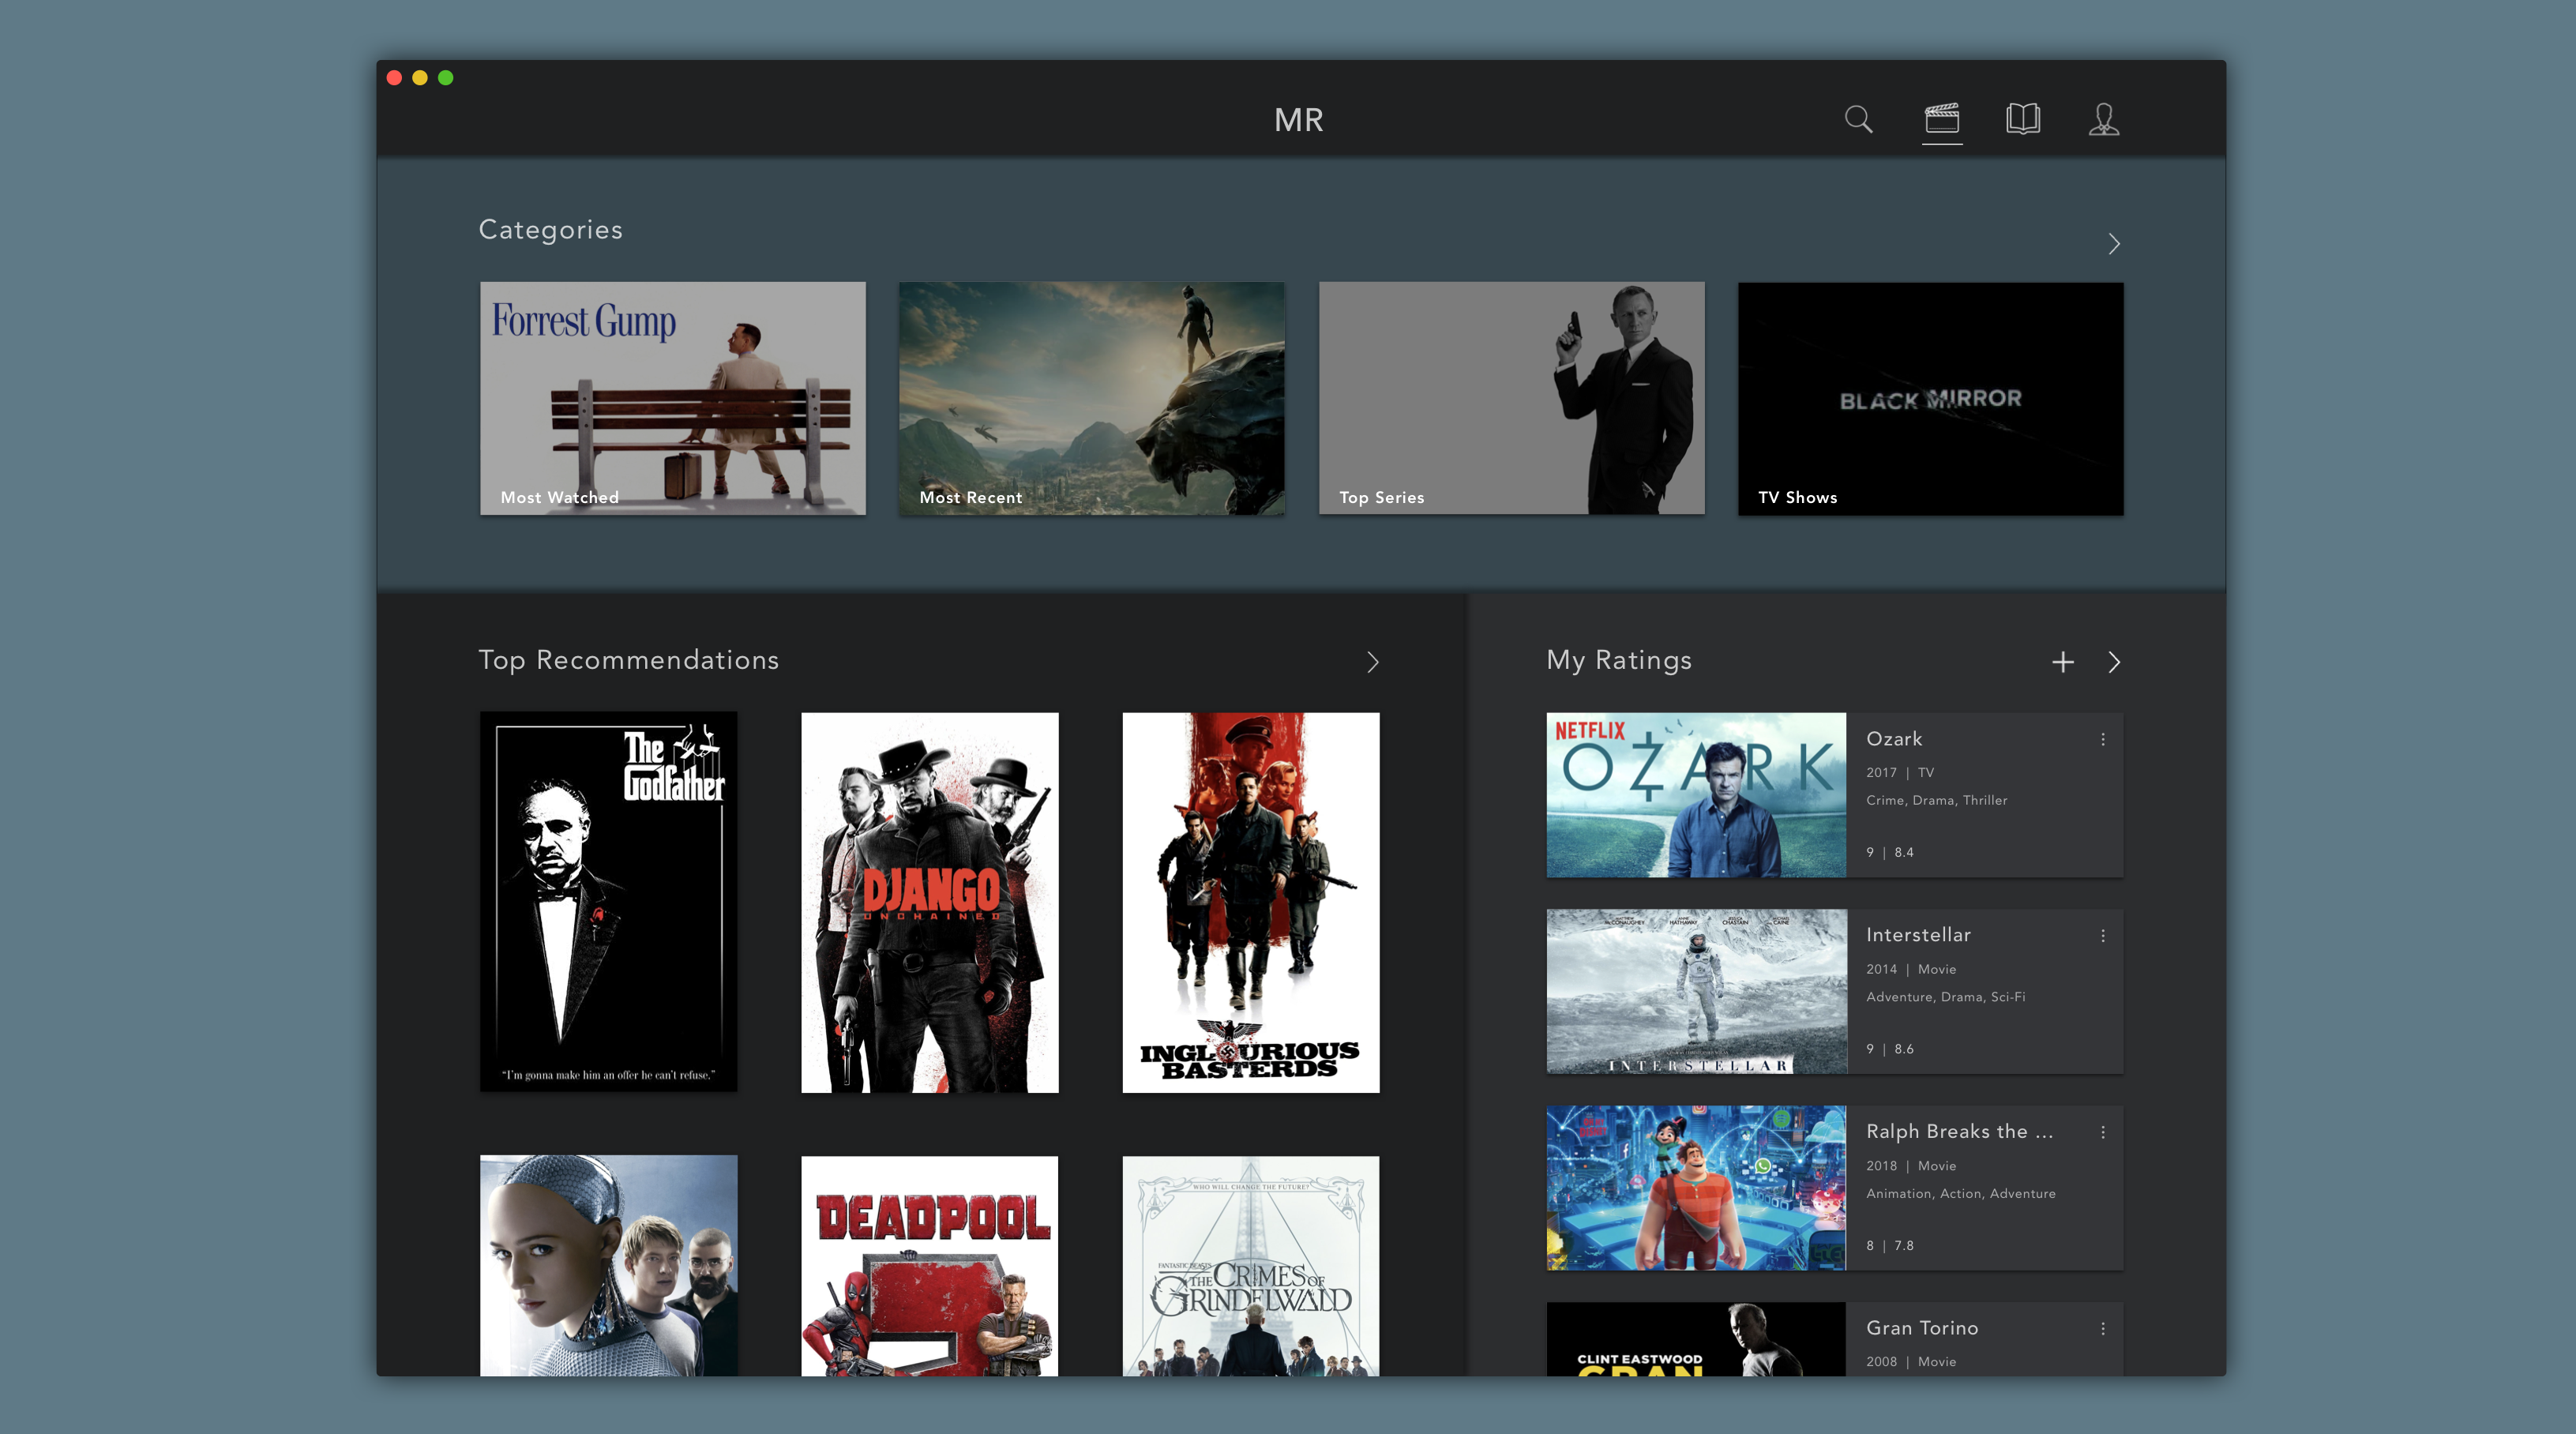 MR
Categories
Forrest Gump
Most Watched
Most Recent
Top Series
BLACK MIRROR
TV Shows
Top Recommendations
The
Godfather
"I'm gonna make him an offer he can't refuse."
DJANGO
UNCHAINED
INGLOURIOUS
BASTERDS
DEADPOOL
WHO WILL CHANGE THE FUTURE?
FANTASTIC BEASTS
THE CRIMES OF
GRINDELWALD
My Ratings
NETFLIX
OZARK
Ozark
2017 | TV
Crime, Drama, Thriller
9 | 8.4
INTERSTELLAR
Interstellar
2014 | Movie
Adventure, Drama, Sci-Fi
9 | 8.6
Ralph Breaks the ...
2018 | Movie
Animation, Action, Adventure
8 | 7.8
CLINT EASTWOOD
GRAN
Gran Torino
2008 | Movie